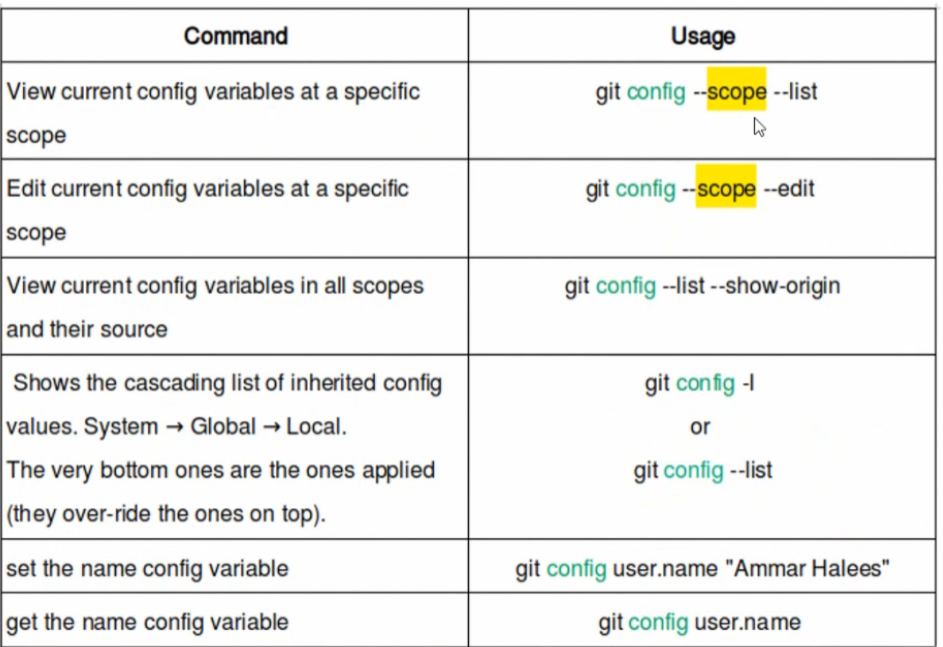 Command Usage
View current config variables at a specific git config --scope --list
scope
Edit current config variables at a specific git config --scope --edit
scope
View current config variables in all scopes git config --list --show-origin
and their source
Shows the cascading list of inherited config git config -l
values. System → Global → Local. or
The very bottom ones are the ones applied git config --list
(they over-ride the ones on top).
set the name config variable git config user.name "Ammar Halees"
get the name config variable git config user.name